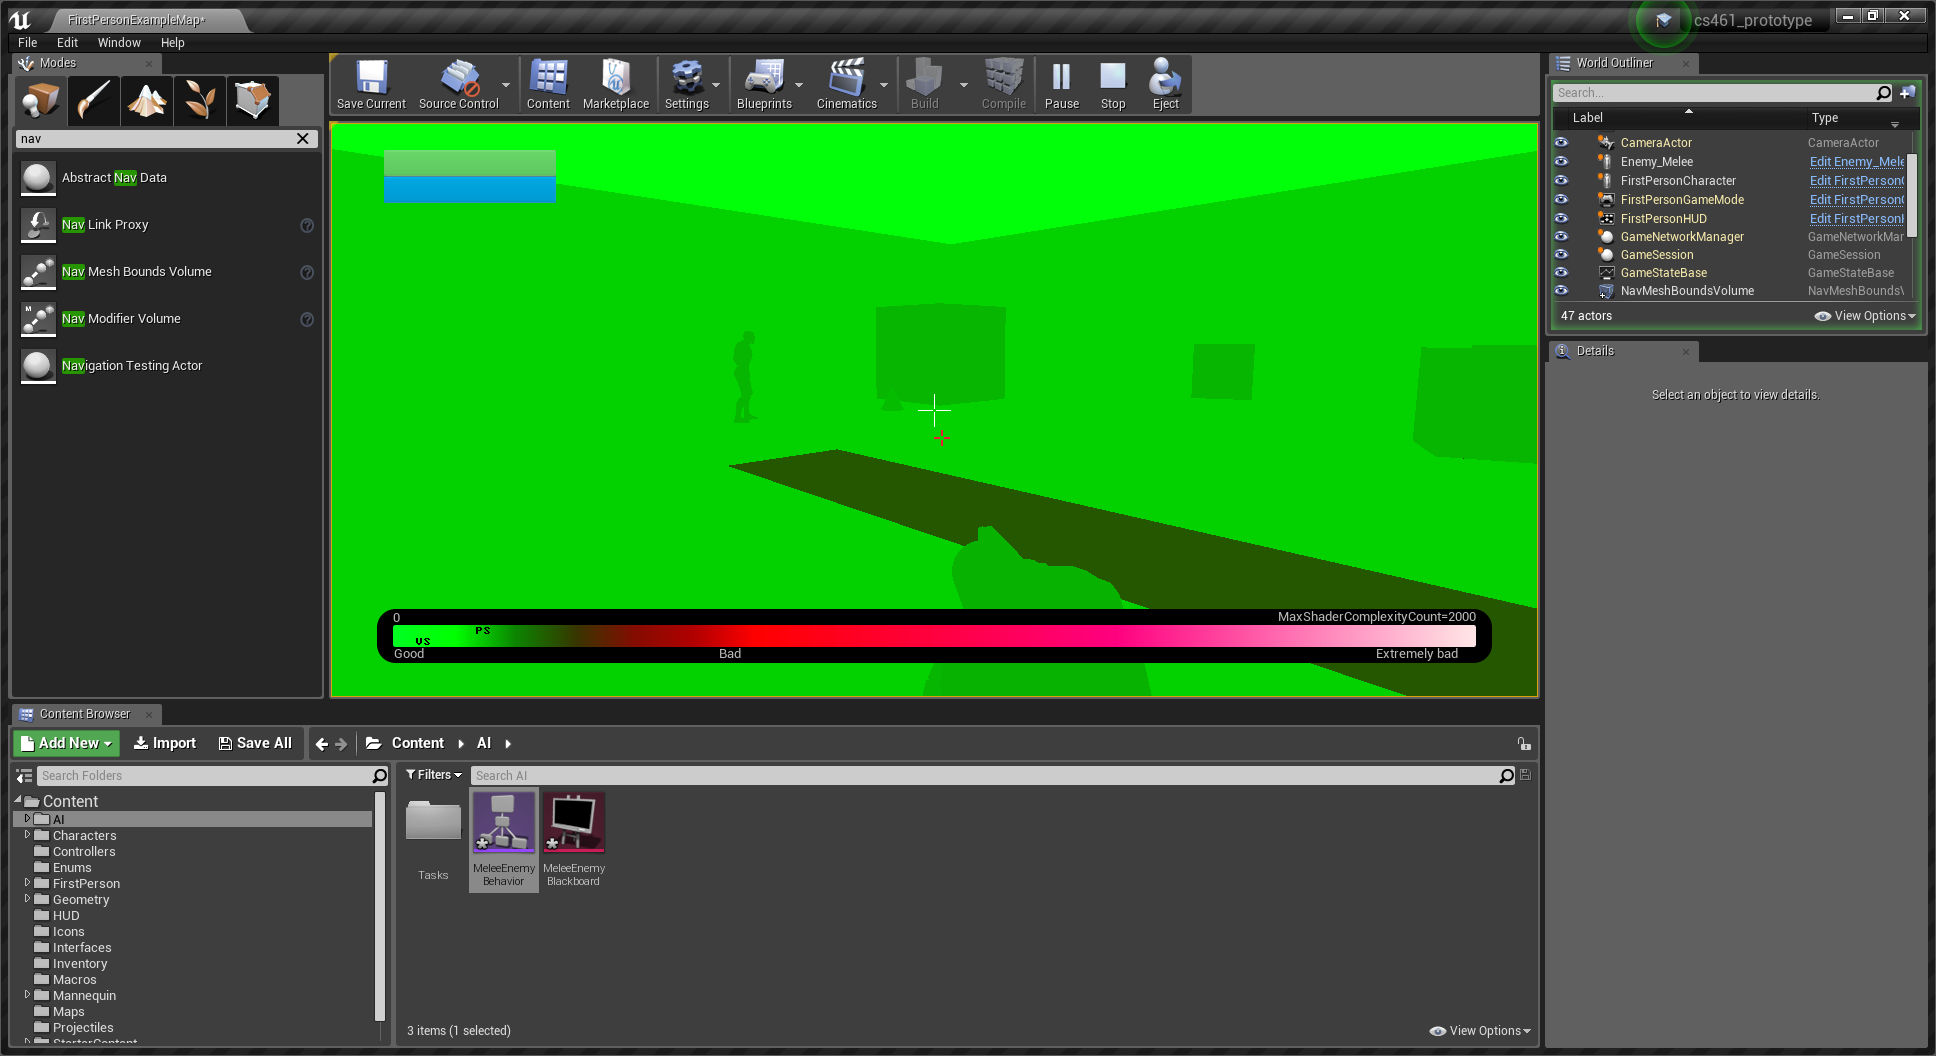 FirstPersonExampleMap*
cs461_prototype
File Edit Window Help
Modes
nav
Abstract Nav Data
Nav Link Proxy
Nav Mesh Bounds Volume
Nav Modifier Volume
Navigation Testing Actor
Save Current Source Control Content Marketplace Settings Blueprints Cinematics Build Compile Pause Stop Eject
0 MaxShaderComplexityCount=2000
VS PS
Good Bad Extremely bad
World Outliner
Search...
Label Type
CameraActor CameraActor
Enemy_Melee Edit Enemy_Mele
FirstPersonCharacter Edit FirstPerson
FirstPersonGameMode Edit FirstPerson
FirstPersonHUD Edit FirstPerson
GameNetworkManager GameNetworkMar
GameSession GameSession
GameStateBase GameStateBase
NavMeshBoundsVolume NavMeshBounds
47 actors View Options
Details
Select an object to view details.
Content Browser
Add New Import Save All Content AI
Search Folders
Content
AI
Characters
Controllers
Enums
FirstPerson
Geometry
HUD
Icons
Interfaces
Inventory
Macros
Mannequin
Maps
Projectiles
StarterContent
Filters Search AI
Tasks
MeleeEnemy
Behavior
MeleeEnemy
Blackboard
3 items (1 selected) View Options